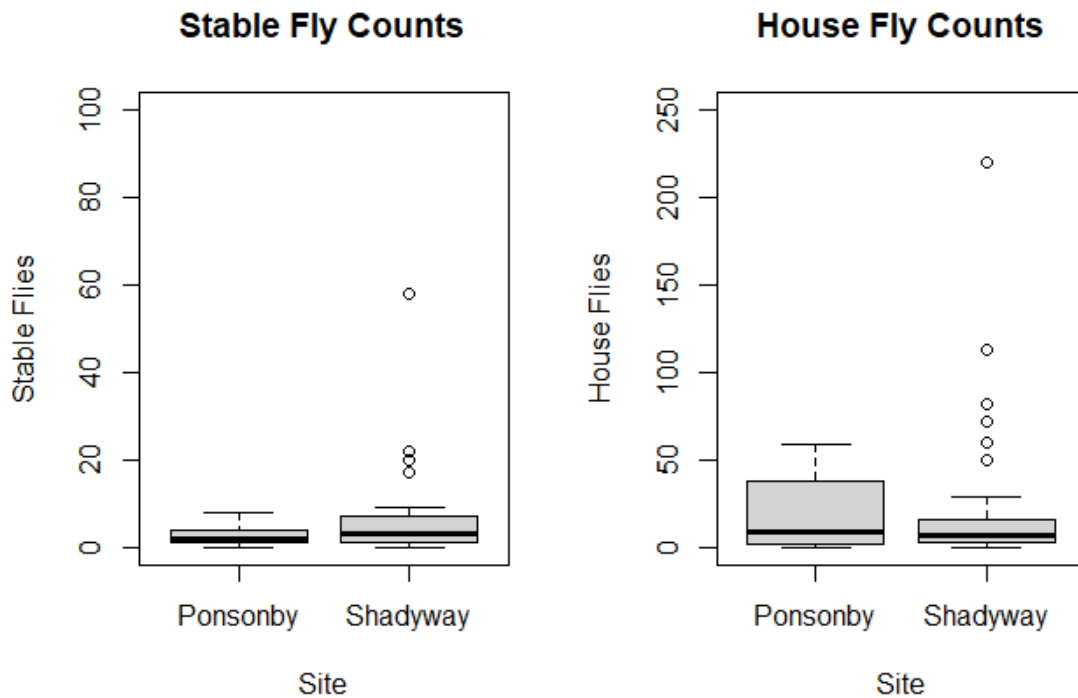 Stable Fly Counts
Stable Flies
100
80
60
40
20
0
Ponsonby
Shadyway
Site
House Fly Counts
House Flies
250
200
150
100
50
0
Ponsonby
Shadyway
Site